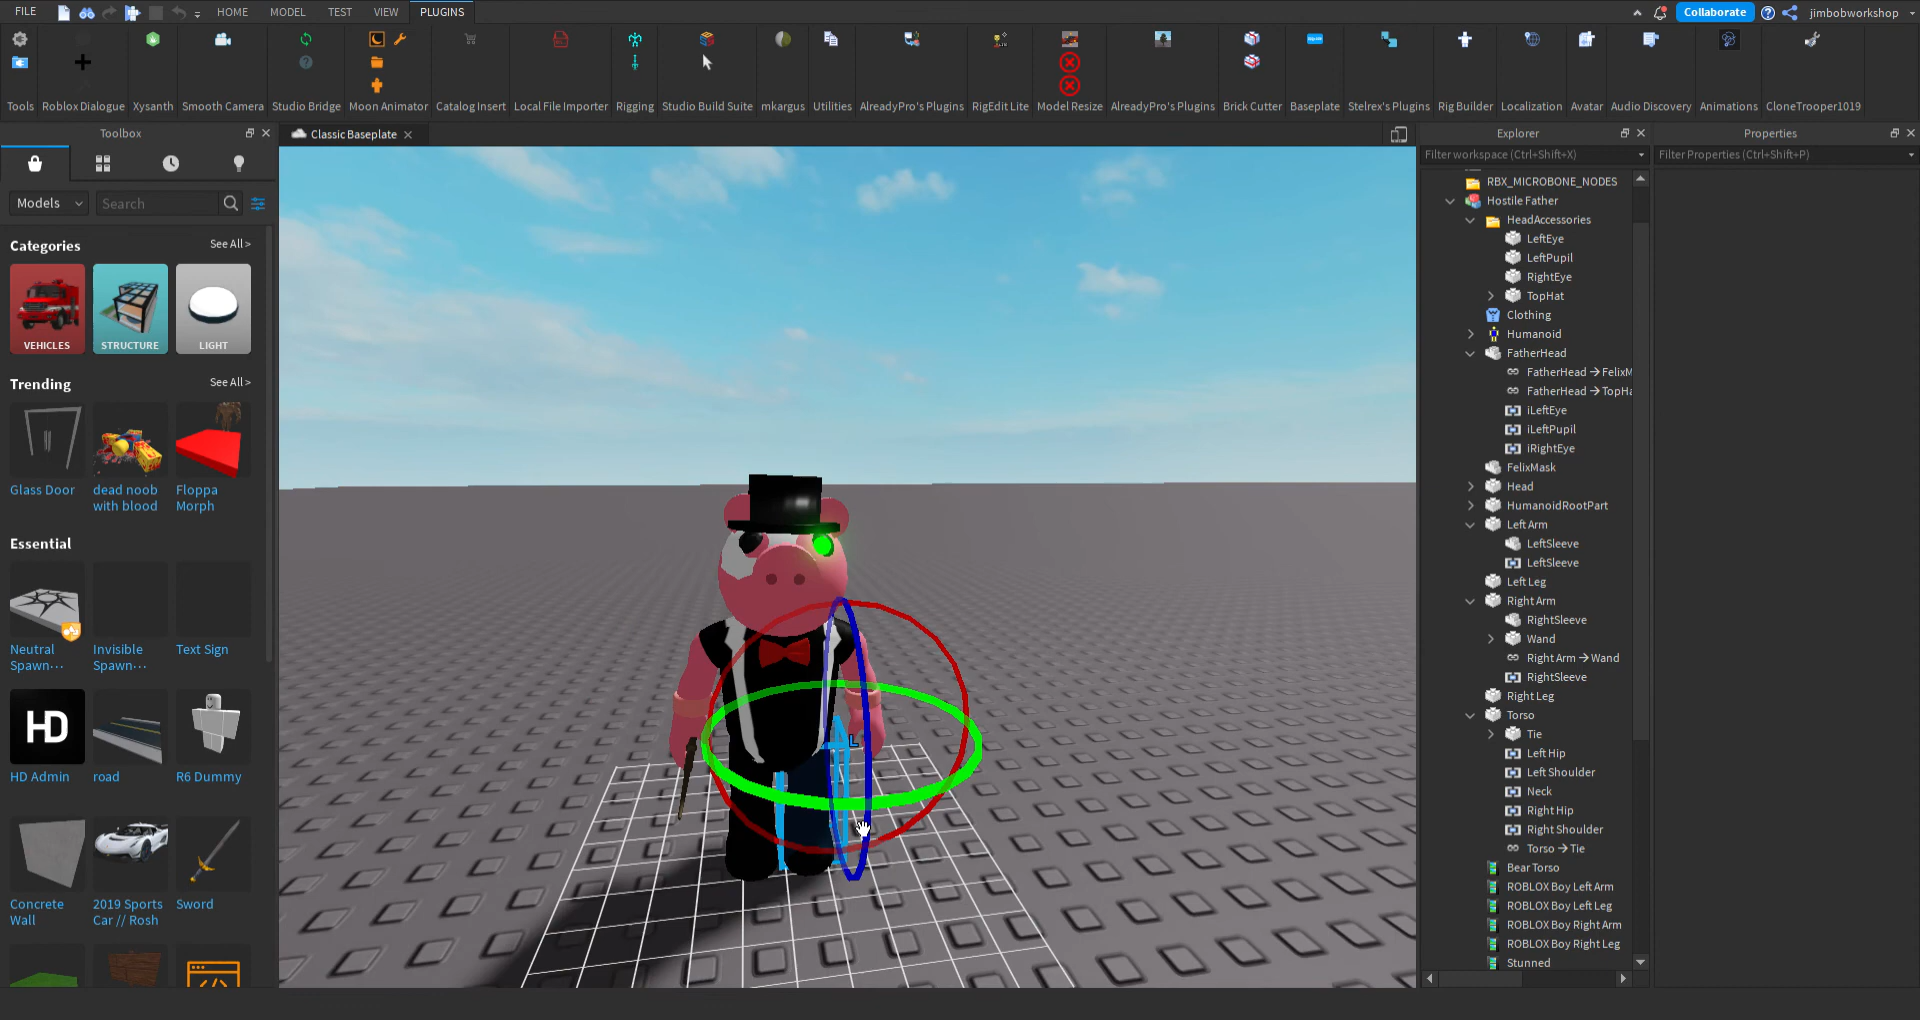 FILE
HOME
MODEL
TEST
VIEW
PLUGINS
Collaborate
jimbobworkshop
Tools
Roblox Dialogue
Xysanth
Smooth Camera
Studio Bridge
Moon Animator
Catalog Insert
Local File Importer
Rigging
Studio Build Suite
mkargus
Utilities
AlreadyPro's Plugins
RigEdit Lite
Model Resize
AlreadyPro's Plugins
Brick Cutter
Baseplate
Stelrex's Plugins
Rig Builder
Localization
Avatar
Audio Discovery
Animations
CloneTrooper1019
Toolbox
Classic Baseplate
Explorer
Properties
Filter workspace (Ctrl+Shift+X)
Filter Properties (Ctrl+Shift+P)
Models
Search
Categories
See All >
VEHICLES
STRUCTURE
LIGHT
Trending
See All >
Glass Door
dead noob
with blood
Floppa
Morph
Essential
Neutral
Spawn...
Invisible
Spawn...
Text Sign
HD
HD Admin
road
R6 Dummy
Concrete
Wall
2019 Sports
Car // Rosh
Sword
L
RBX_MICROBONE_NODES
Hostile Father
HeadAccessories
LeftEye
LeftPupil
RightEye
TopHat
Clothing
Humanoid
FatherHead
FatherHead → FelixM
FatherHead → TopHa
iLeftEye
iLeftPupil
iRightEye
FelixMask
Head
HumanoidRootPart
Left Arm
LeftSleeve
LeftSleeve
Left Leg
Right Arm
RightSleeve
Wand
Right Arm → Wand
RightSleeve
Right Leg
Torso
Tie
Left Hip
Left Shoulder
Neck
Right Hip
Right Shoulder
Torso → Tie
Bear Torso
ROBLOX Boy Left Arm
ROBLOX Boy Left Leg
ROBLOX Boy Right Arm
ROBLOX Boy Right Leg
Stunned